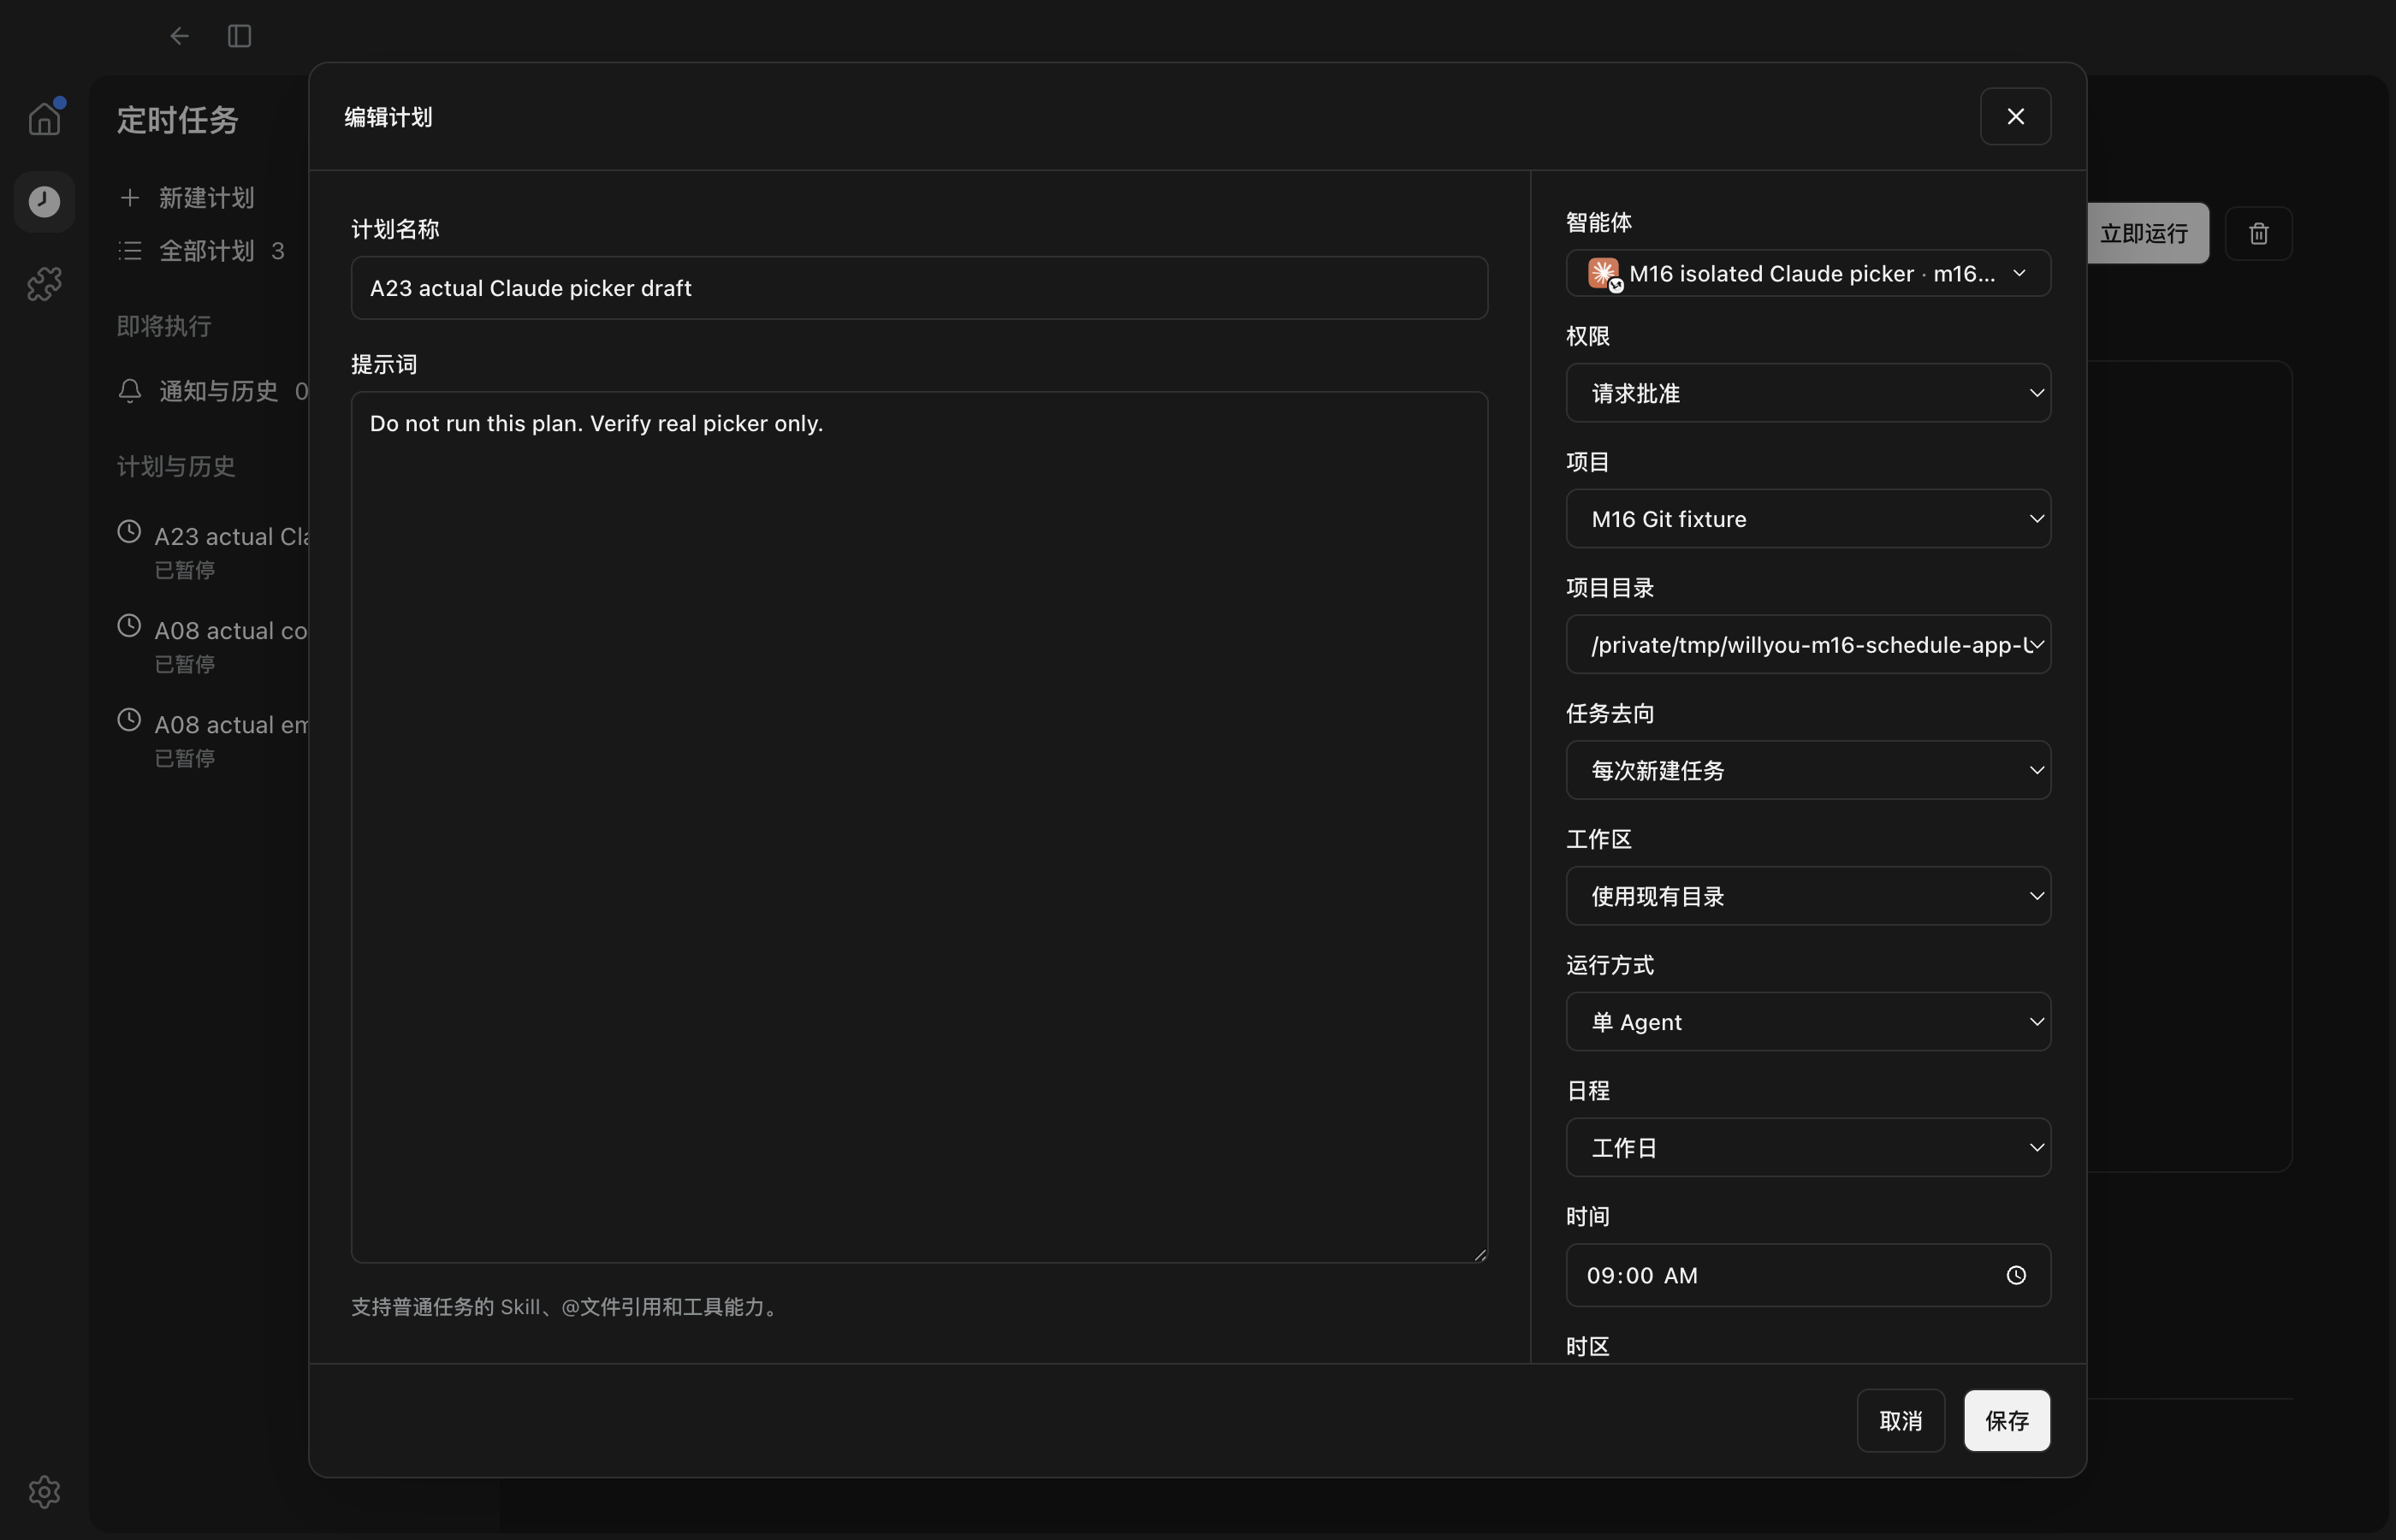 定时任务
新建计划
全部计划 3
即将执行
通知与历史 0
计划与历史
A23 actual Cla
已暂停
A08 actual co
已暂停
A08 actual em
已暂停
编辑计划
计划名称
A23 actual Claude picker draft
提示词
Do not run this plan. Verify real picker only.
支持普通任务的 Skill、@文件引用和工具能力。
智能体
M16 isolated Claude picker · m16...
权限
请求批准
项目
M16 Git fixture
项目目录
/private/tmp/willyou-m16-schedule-app-U
任务去向
每次新建任务
工作区
使用现有目录
运行方式
单 Agent
日程
工作日
时间
09:00 AM
时区
取消
保存
立即运行